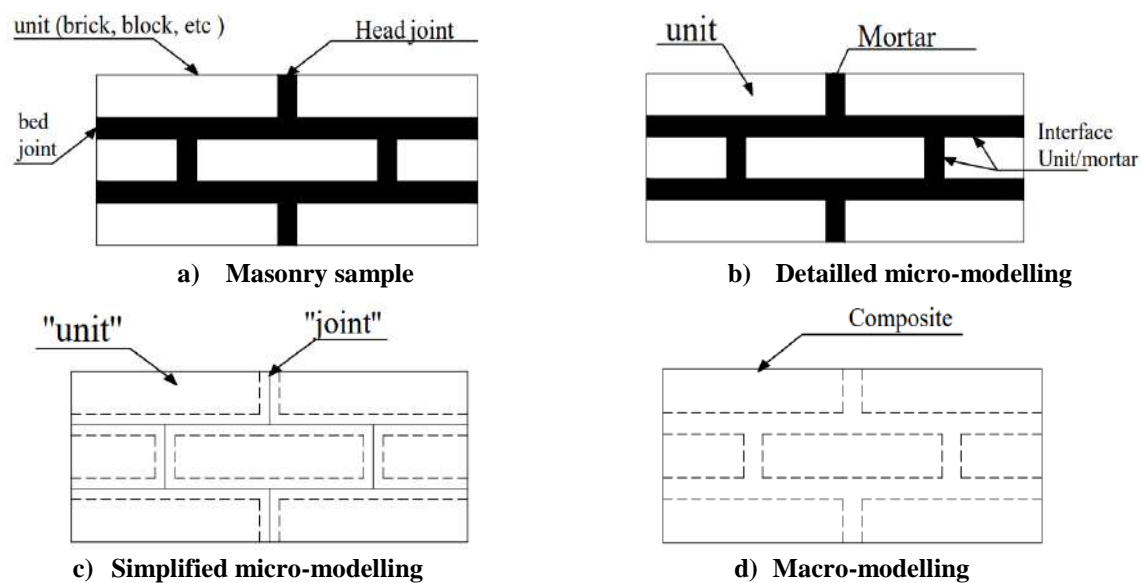 unit (brick, block, etc )
Head joint
bed
joint
a) Masonry sample
unit
Mortar
Interface
Unit/mortar
b) Detailled micro-modelling
"unit"
"joint"
c) Simplified micro-modelling
Composite
d) Macro-modelling